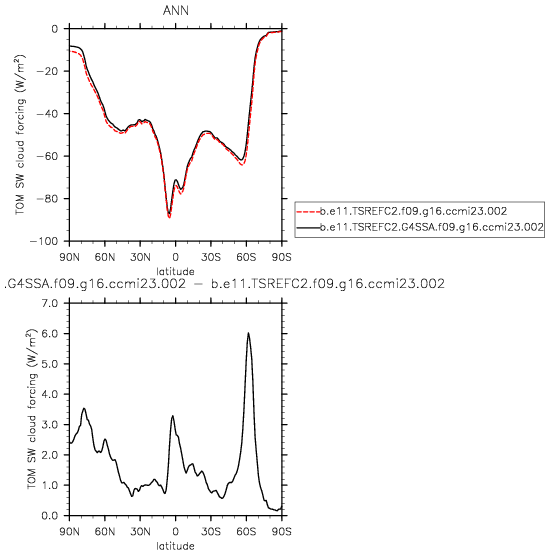 ANN
TOM SW cloud forcing (W/m²)
0
−20
−40
−60
−80
−100
90N 60N 30N 0 30S 60S 90S
latitude
b.e11.TSREFC2.f09.g16.ccmi23.002
b.e11.TSREFC2.G4SSA.f09.g16.ccmi23.002
.G4SSA.f09.g16.ccmi23.002 − b.e11.TSREFC2.f09.g16.ccmi23.002
TOM SW cloud forcing (W/m²)
7.0
6.0
5.0
4.0
3.0
2.0
1.0
0.0
90N 60N 30N 0 30S 60S 90S
latitude